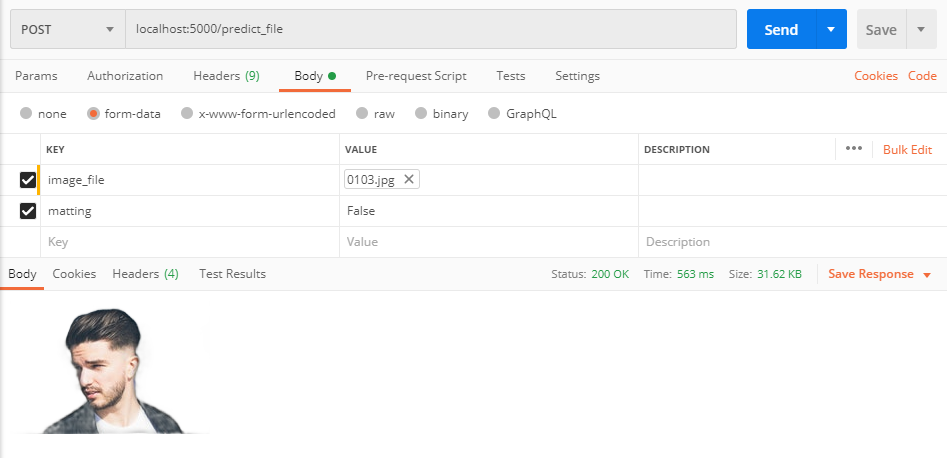 POST localhost:5000/predict_file Send Save
Params Authorization Headers (9) Body Pre-request Script Tests Settings Cookies Code
none form-data x-www-form-urlencoded raw binary GraphQL
KEY VALUE DESCRIPTION ••• Bulk Edit
image_file 0103.jpg
matting False
Key Value Description
Body Cookies Headers (4) Test Results Status: 200 OK Time: 563 ms Size: 31.62 KB Save Response